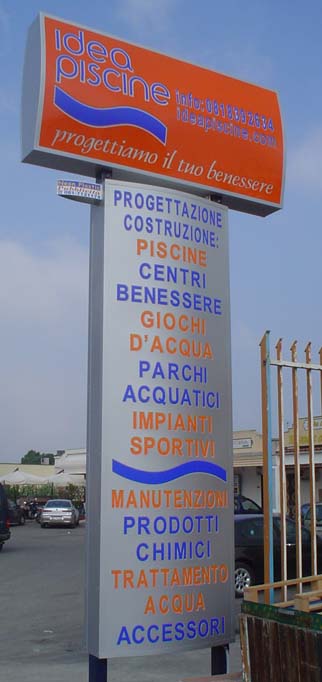 idea
piscine
info:0818392634
ideapiscine.com
progettiamo il tuo benessere
PROGETTAZIONE
COSTRUZIONE:
PISCINE
CENTRI
BENESSERE
GIOCHI
D'ACQUA
PARCHI
ACQUATICI
IMPIANTI
SPORTIVI
MANUTENZIONI
PRODOTTI
CHIMICI
TRATTAMENTO
ACQUA
ACCESSORI